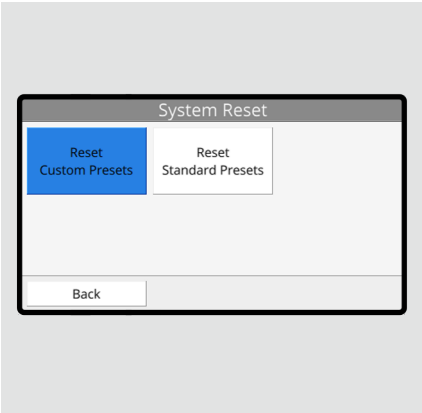 System Reset
Reset
Custom Presets
Reset
Standard Presets
Back